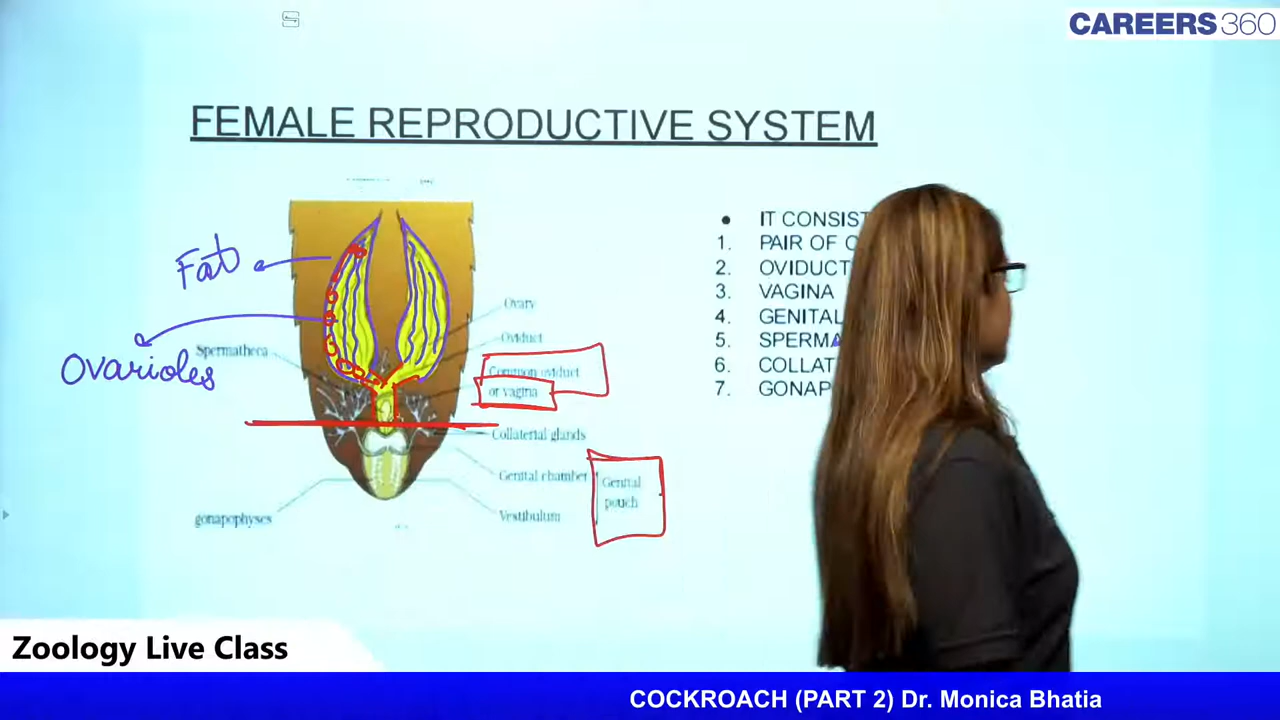 CAREERS360
FEMALE REPRODUCTIVE SYSTEM
Fat
Ovarioles
Spermatheca
gonapophyses
Ovary
Oviduct
Common oviduct
or vagina
Collaterial glands
Genital chamber
Vestibulum
Genital
pouch
• IT CONSIST
1. PAIR OF O
2. OVIDUCT
3. VAGINA
4. GENITAL
5. SPERMA
6. COLLAT
7. GONAP
Zoology Live Class
COCKROACH (PART 2) Dr. Monica Bhatia